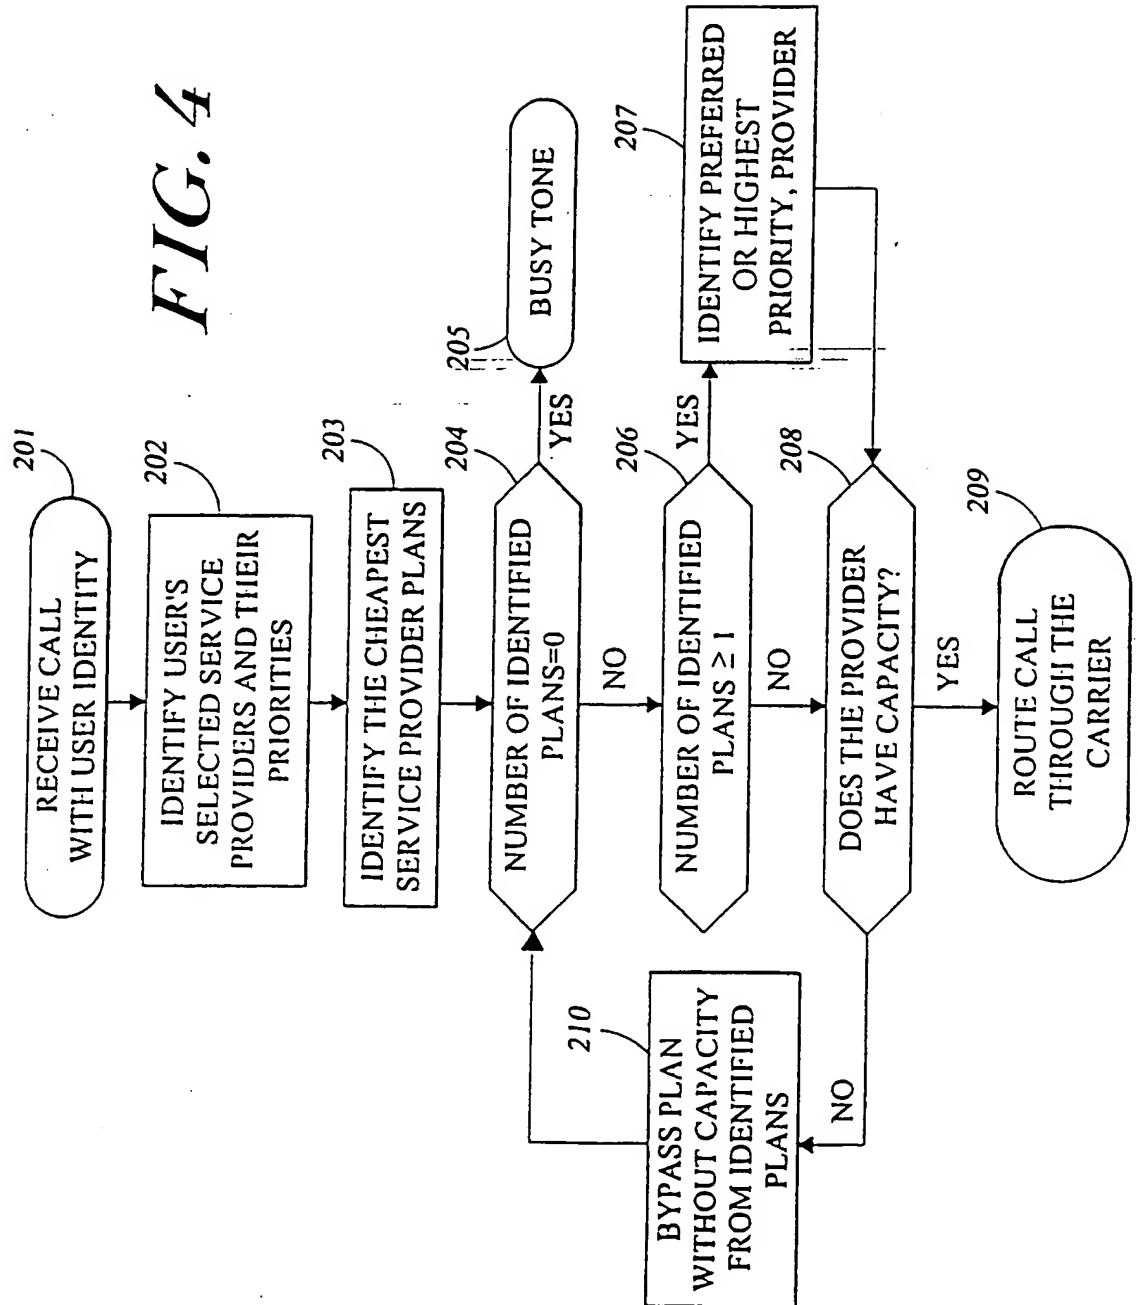 FIG. 4
201
RECEIVE CALL
WITH USER IDENTITY
202
IDENTIFY USER'S
SELECTED SERVICE
PROVIDERS AND THEIR
PRIORITIES
203
IDENTIFY THE CHEAPEST
SERVICE PROVIDER PLANS
204
NUMBER OF IDENTIFIED
PLANS=0
YES
205
BUSY TONE
NO
206
NUMBER OF IDENTIFIED
PLANS ≥ 1
YES
207
IDENTIFY PREFERRED
OR HIGHEST
PRIORITY, PROVIDER
NO
208
DOES THE PROVIDER
HAVE CAPACITY?
YES
209
ROUTE CALL
THROUGH THE
CARRIER
NO
210
BYPASS PLAN
WITHOUT CAPACITY
FROM IDENTIFIED
PLANS